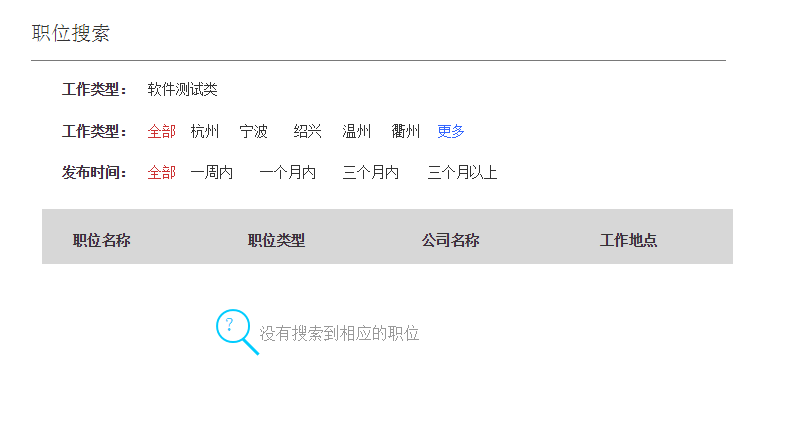 职位搜索
工作类型： 软件测试类
工作类型： 全部 杭州 宁波 绍兴 温州 衢州 更多
发布时间： 全部 一周内 一个月内 三个月内 三个月以上
职位名称 职位类型 公司名称 工作地点
? 没有搜索到相应的职位